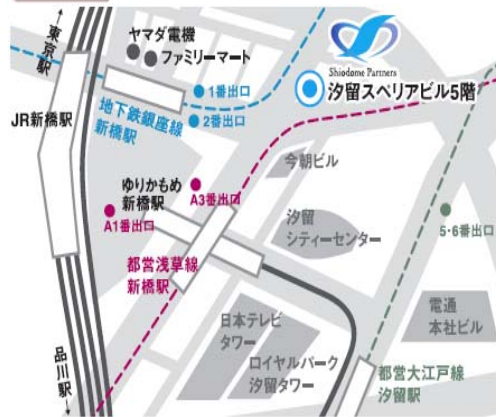 東京駅
ヤマダ電機
ファミリーマート
Shiodome Partners
汐留スペリアビル5階
1番出口
JR新橋駅
地下鉄銀座線
新橋駅
2番出口
今朝ビル
ゆりかもめ
新橋駅
A3番出口
A1番出口
汐留
シティーセンター
5・6番出口
都営浅草線
新橋駅
日本テレビ
タワー
電通
本社ビル
ロイヤルパーク
汐留タワー
都営大江戸線
汐留駅
品川駅